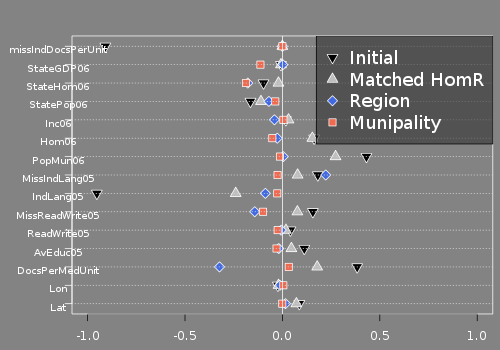 missIndDocsPerUnit
StateGDP06
StateHom06
StatePop06
Inc06
Hom06
PopMun06
MissIndLang05
IndLang05
MissReadWrite05
ReadWrite05
AvEduc05
DocsPerMedUnit
Lon
Lat
Initial
Matched HomR
Region
Munipality
-1.0 -0.5 0.0 0.5 1.0